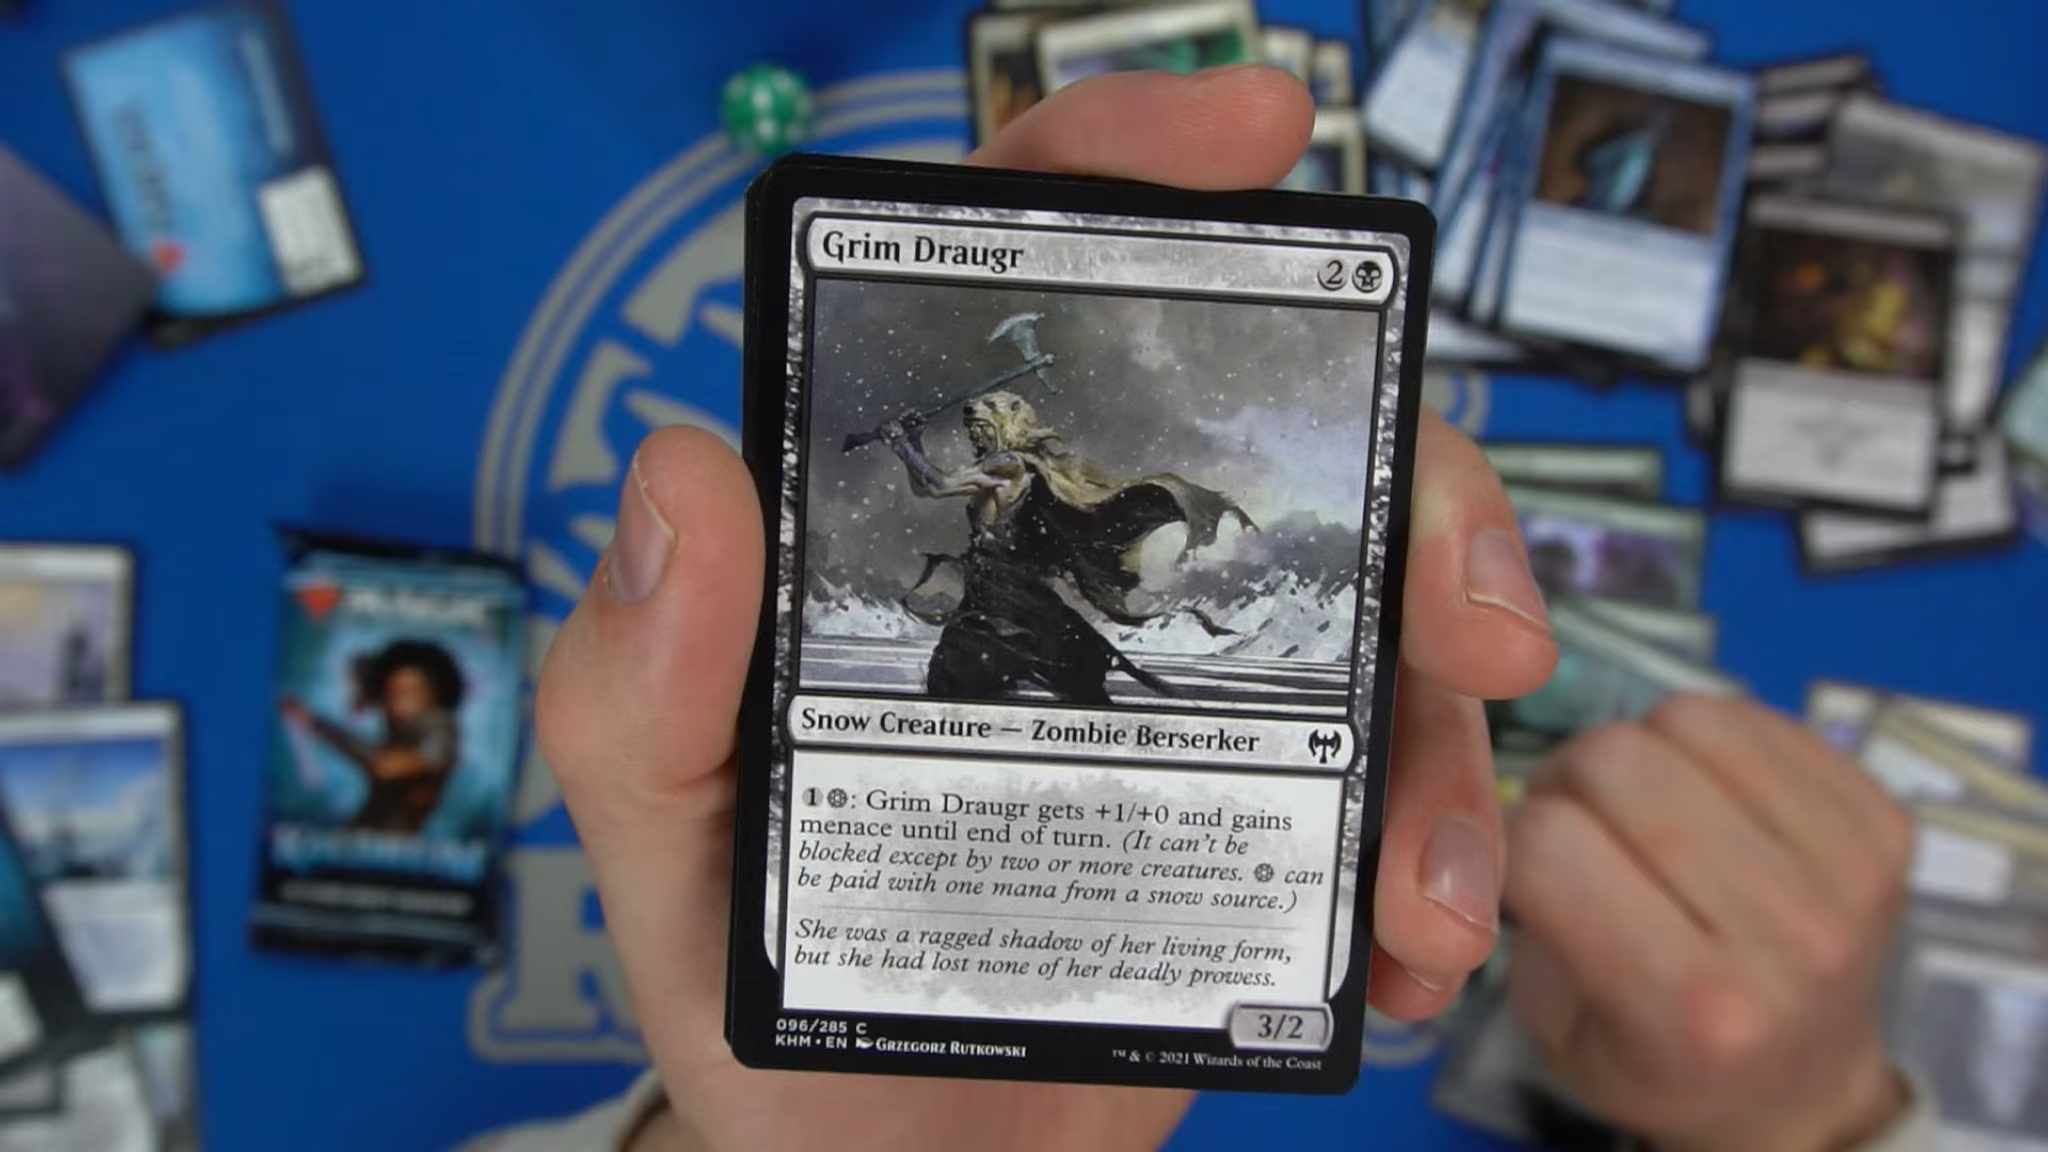 Grim Draugr
2
Snow Creature — Zombie Berserker
1 : Grim Draugr gets +1/+0 and gains
menace until end of turn. (It can't be
blocked except by two or more creatures. can
be paid with one mana from a snow source.)
She was a ragged shadow of her living form,
but she had lost none of her deadly prowess.
3/2
096/285 C
KHM • EN GRZEGORZ RUTKOWSKI
™ & © 2021 Wizards of the Coast
MAGIC
KALDHEIM